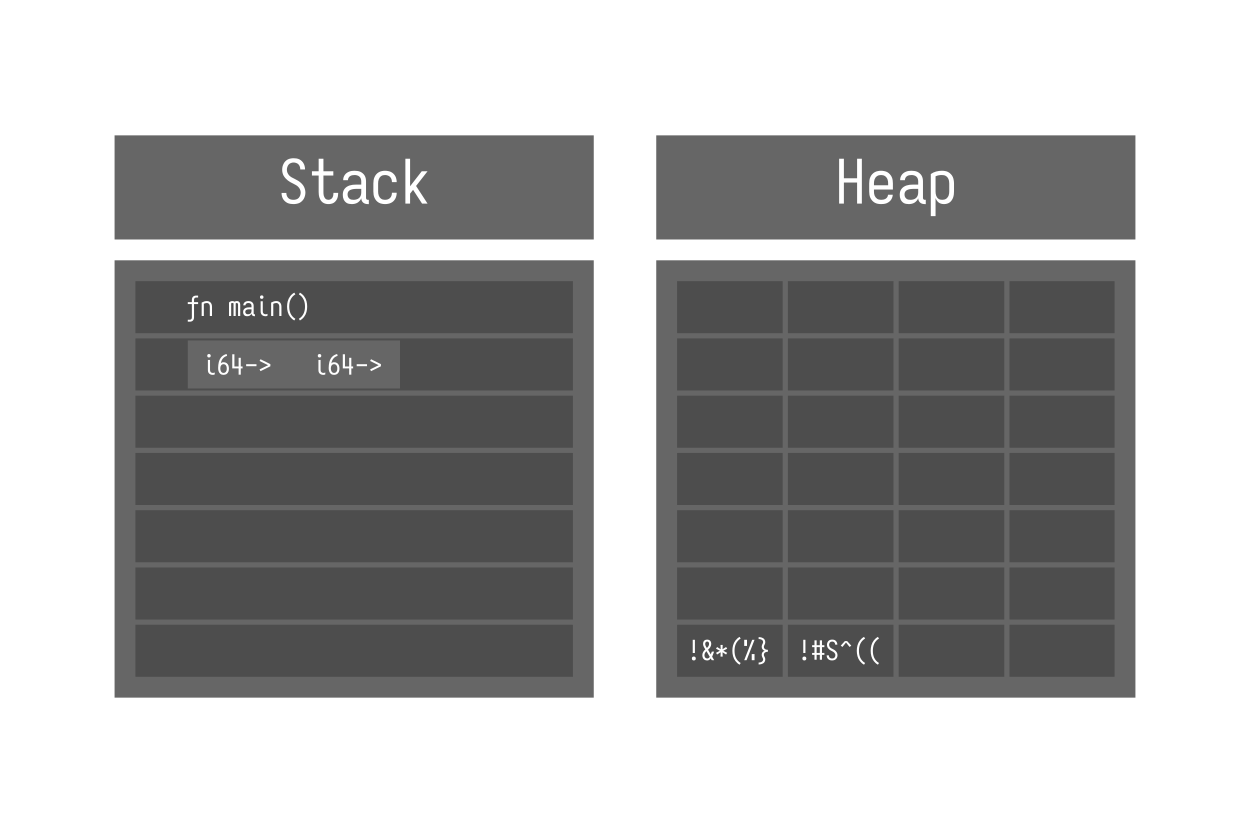 Stack
Heap
fn main()
i64-> i64->
!&*(%} !#S^((